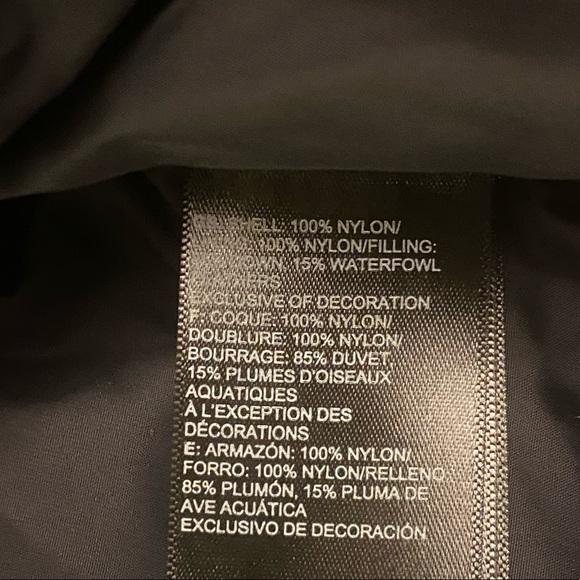 SHELL: 100% NYLON/
100% NYLON/FILLING:
DOWN, 15% WATERFOWL
EXCLUSIVE OF DECORATION
F: COQUE: 100% NYLON/
DOUBLURE: 100% NYLON/
BOURRAGE: 85% DUVET
15% PLUMES D'OISEAUX
AQUATIQUES
À L'EXCEPTION DES
DÉCORATIONS
E: ARMAZÓN: 100% NYLON/
FORRO: 100% NYLON/RELLENO
85% PLUMÓN, 15% PLUMA DE
AVE ACUÁTICA
EXCLUSIVO DE DECORACIÓN